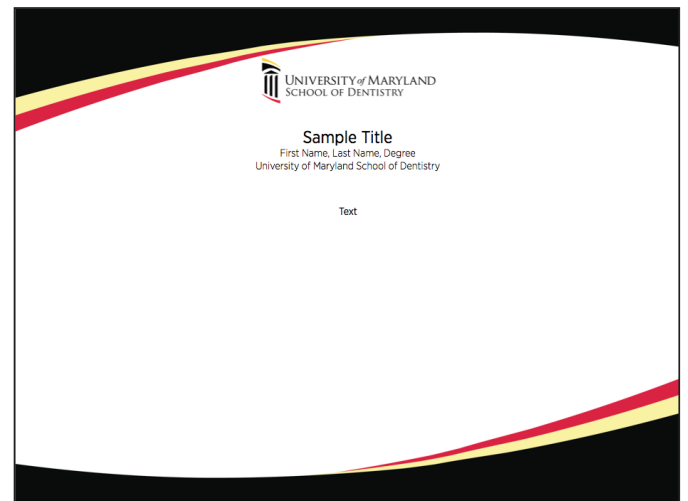 UNIVERSITY of MARYLAND
SCHOOL OF DENTISTRY
Sample Title
First Name, Last Name, Degree
University of Maryland School of Dentistry
Text